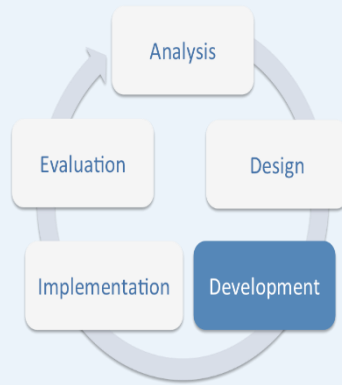 Analysis
Design
Development
Implementation
Evaluation